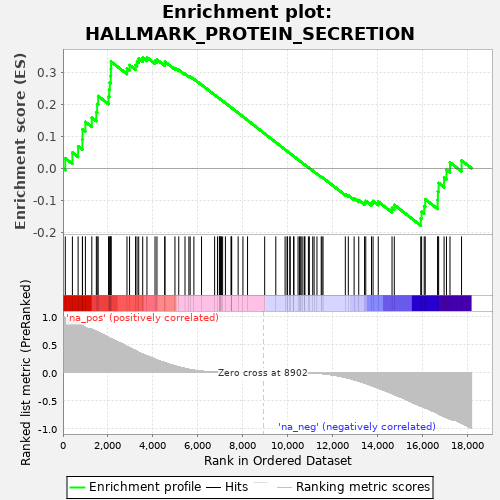 Enrichment plot:
HALLMARK_PROTEIN_SECRETION
Enrichment score (ES)
0.3
0.2
0.1
0.0
-0.1
-0.2
Ranked list metric (PreRanked)
1.0
0.5
0.0
-0.5
-1.0
'na_pos' (positively correlated)
Zero cross at 8902
'na_neg' (negatively correlated)
0 2,000 4,000 6,000 8,000 10,000 12,000 14,000 16,000 18,000
Rank in Ordered Dataset
Enrichment profile Hits Ranking metric scores